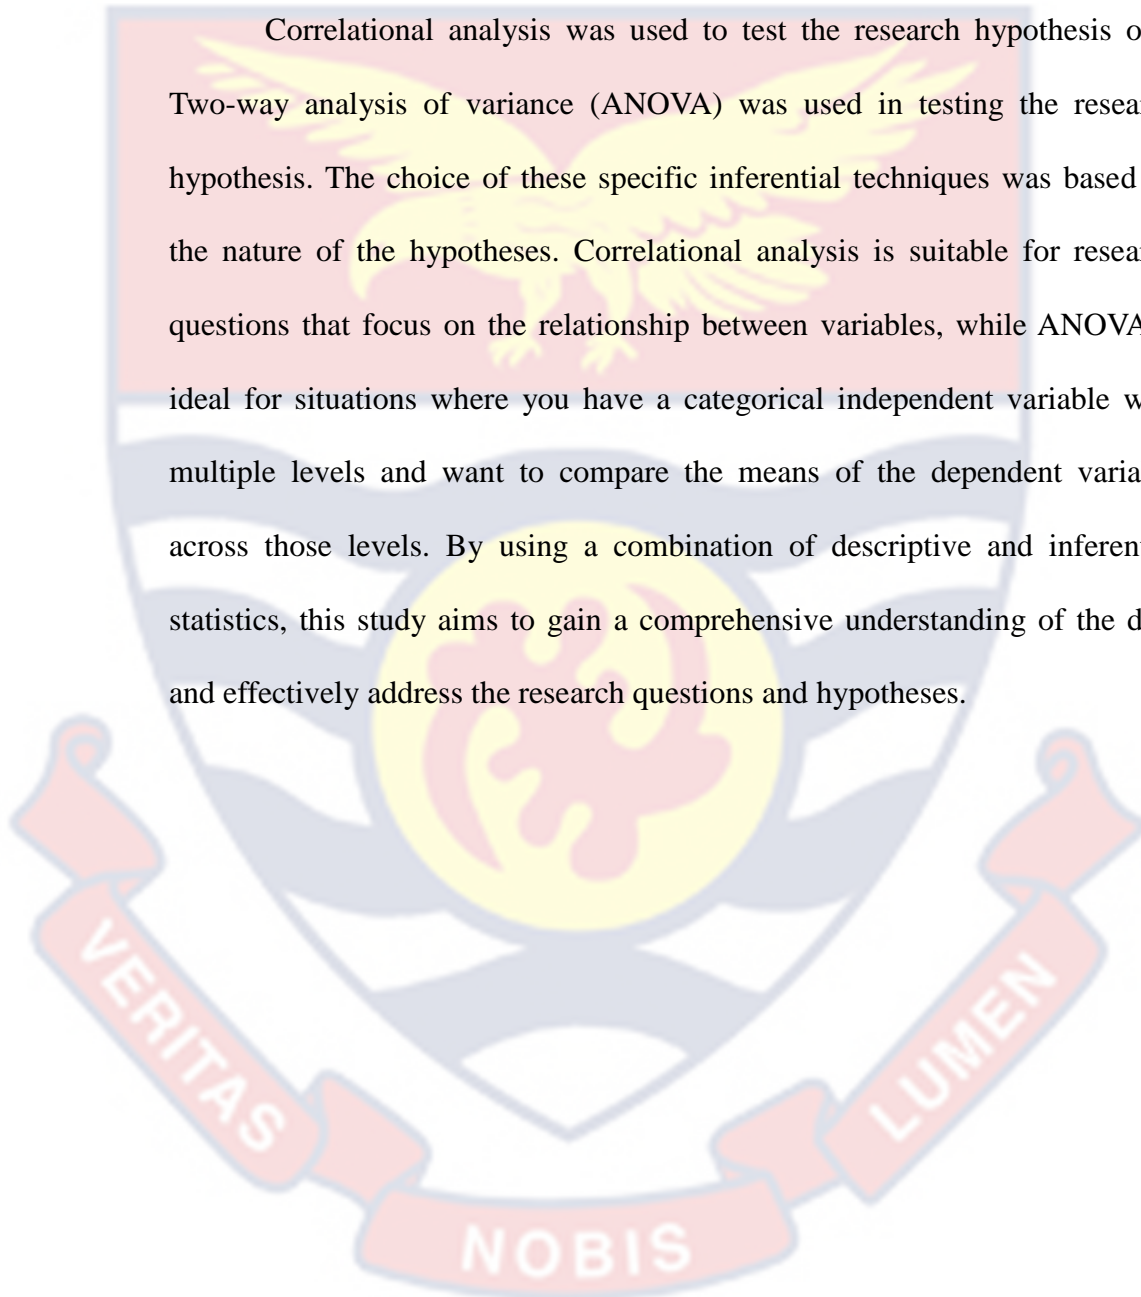 Correlational analysis was used to test the research hypothesis o
Two-way analysis of variance (ANOVA) was used in testing the resea
hypothesis. The choice of these specific inferential techniques was based
the nature of the hypotheses. Correlational analysis is suitable for resea
questions that focus on the relationship between variables, while ANOVA
ideal for situations where you have a categorical independent variable w
multiple levels and want to compare the means of the dependent varia
across those levels. By using a combination of descriptive and inferent
statistics, this study aims to gain a comprehensive understanding of the d
and effectively address the research questions and hypotheses.
VERITAS
NOBIS
LUMEN